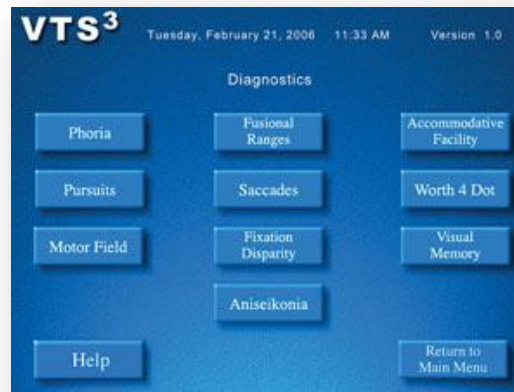 VTS3
Tuesday, February 21, 2006 11:33 AM Version 1.0
Diagnostics
Phoria
Fusional
Ranges
Accommodative
Facility
Pursuits
Saccades
Worth 4 Dot
Motor Field
Fixation
Disparity
Visual
Memory
Aniseikonia
Help
Return to
Main Menu